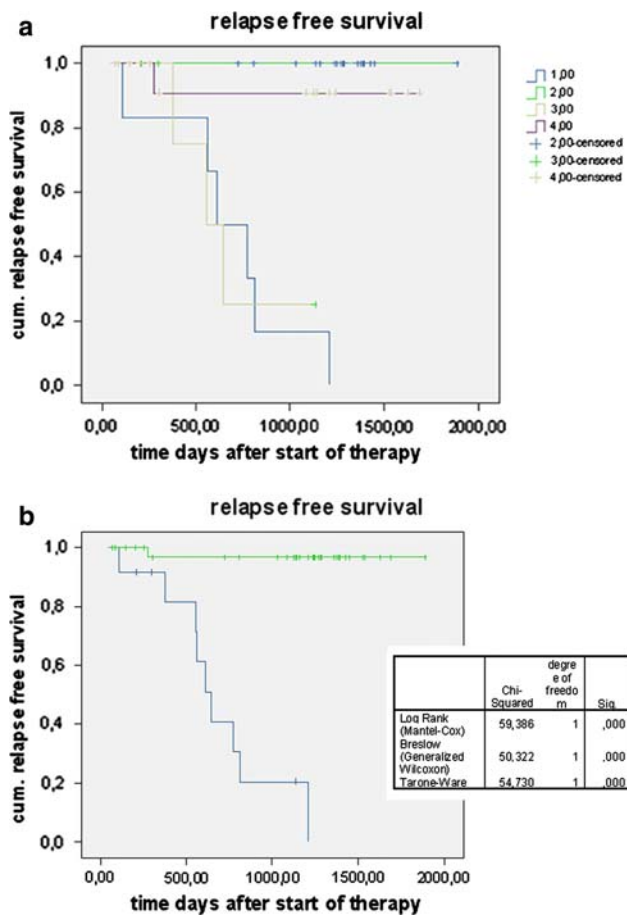 a
relapse free survival
cum. relapse free survival
1,0
0,8
0,6
0,4
0,2
0,0
0,00 500,00 1000,00 1500,00 2000,00
time days after start of therapy
1,00
2,00
3,00
4,00
2,00-censored
3,00-censored
4,00-censored
b
relapse free survival
cum. relapse free survival
1,0
0,8
0,6
0,4
0,2
0,0
0,00 500,00 1000,00 1500,00 2000,00
time days after start of therapy
Chi-
Squared
degre
e of
freedo
m
Sig.
Log Rank
(Mantel-Cox) 59,386 1 ,000
Breslow
(Generalized
Wilcoxon) 50,322 1 ,000
Tarone-Ware 54,730 1 ,000